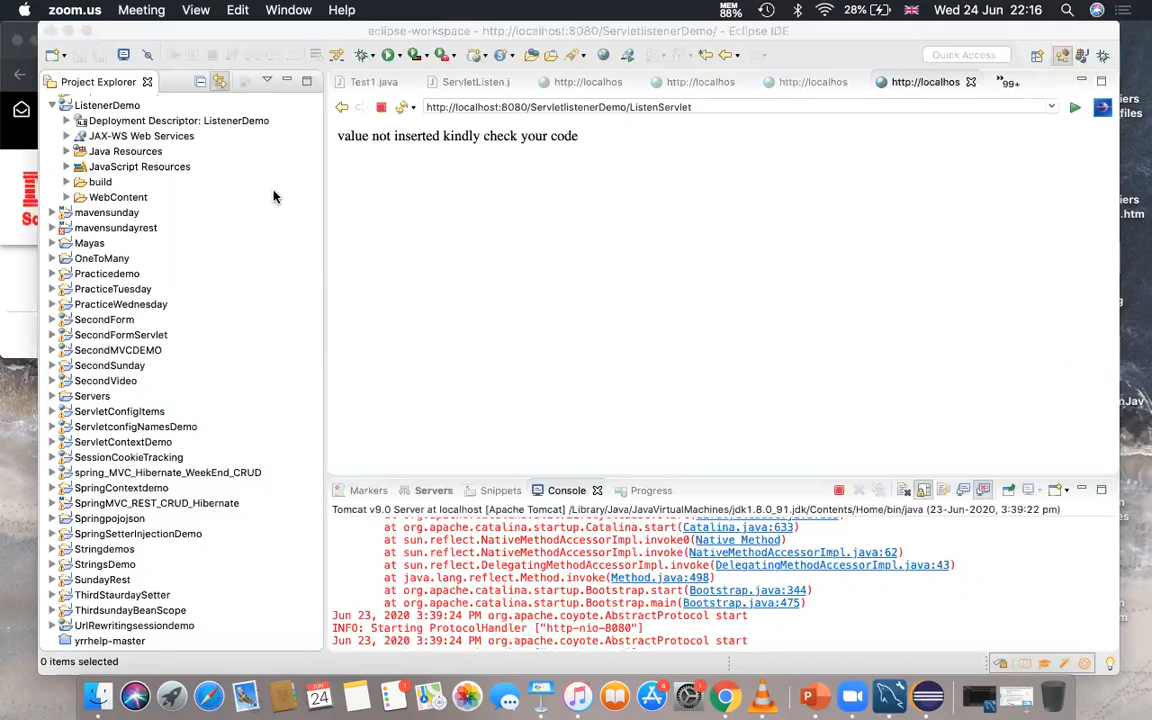 zoom.us Meeting View Edit Window Help
MEM 88% 28% Wed 24 Jun 22:16
eclipse-workspace - http://localhost:8080/ServletlistenerDemo/ - Eclipse IDE
Quick Access
Project Explorer
Test1.java ServletListen.j http://localhos http://localhos http://localhos http://localhos 99+
http://localhost:8080/ServletlistenerDemo/ListenServlet
value not inserted kindly check your code
ListenerDemo
Deployment Descriptor: ListenerDemo
JAX-WS Web Services
Java Resources
JavaScript Resources
build
WebContent
mavensunday
mavensundayrest
Mayas
OneToMany
Practicedemo
PracticeTuesday
PracticeWednesday
SecondForm
SecondFormServlet
SecondMVCDEMO
SecondSunday
SecondVideo
Servers
ServletConfigItems
ServletconfigNamesDemo
ServletContextDemo
SessionCookieTracking
spring_MVC_Hibernate_WeekEnd_CRUD
SpringContextdemo
SpringMVC_REST_CRUD_Hibernate
Springpojojson
SpringSetterInjectionDemo
Stringdemos
StringsDemo
SundayRest
ThirdStaurdaySetter
ThirdsundayBeanScope
UrlRewritingsessiondemo
yrrhelp-master
0 items selected
Markers Servers Snippets Console Progress
Tomcat v9.0 Server at localhost [Apache Tomcat] /Library/Java/JavaVirtualMachines/jdk1.8.0_91.jdk/Contents/Home/bin/java (23-Jun-2020, 3:39:22 pm)
at org.apache.catalina.startup.Catalina.start(Catalina.java:633)
at sun.reflect.NativeMethodAccessorImpl.invoke0(Native Method)
at sun.reflect.NativeMethodAccessorImpl.invoke(NativeMethodAccessorImpl.java:62)
at sun.reflect.DelegatingMethodAccessorImpl.invoke(DelegatingMethodAccessorImpl.java:43)
at java.lang.reflect.Method.invoke(Method.java:498)
at org.apache.catalina.startup.Bootstrap.start(Bootstrap.java:344)
at org.apache.catalina.startup.Bootstrap.main(Bootstrap.java:475)
Jun 23, 2020 3:39:24 PM org.apache.coyote.AbstractProtocol start
INFO: Starting ProtocolHandler ["http-nio-8080"]
Jun 23, 2020 3:39:24 PM org.apache.coyote.AbstractProtocol start
iers
files
iers
.htm
nJav